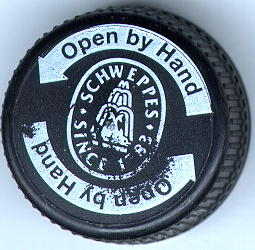 Open by Hand
SCHWEPPES
SINCE 1783
Open by Hand